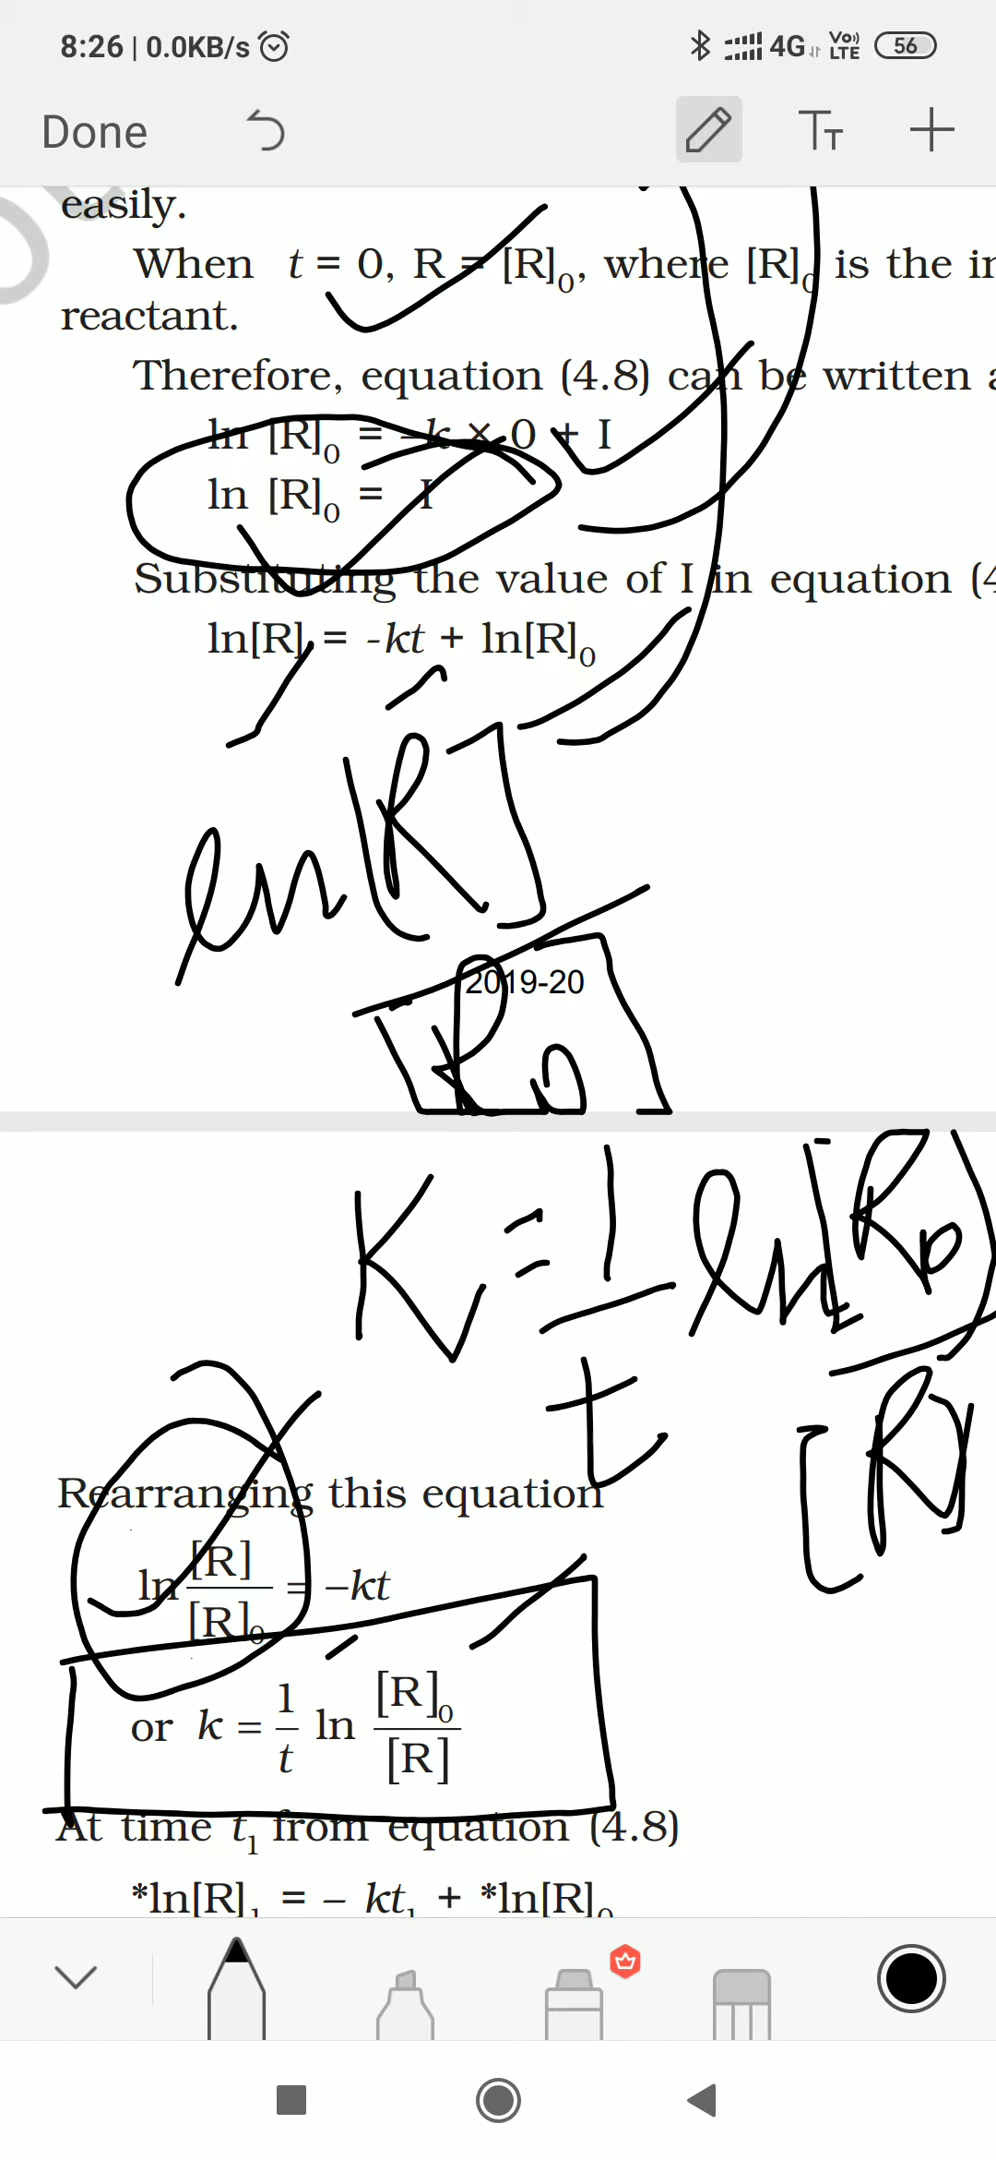 8:26 | 0.0KB/s 4G Vo)) LTE 56
Done
easily.
When t = 0, R = [R]₀, where [R]₀ is the in
reactant.
Therefore, equation (4.8) can be written a
ln [R]₀ = –k × 0 + I
ln [R]₀ = I
Substituting the value of I in equation (4
ln[R] = -kt + ln[R]₀
ln [R]
[R₀]
2019-20
K = 1/t ln [R₀]/[R]
Rearranging this equation
ln [R]/[R]₀ = –kt
or k = 1/t ln [R]₀/[R]
At time t₁ from equation (4.8)
*ln[R]₁ = – kt₁ + *ln[R]₀